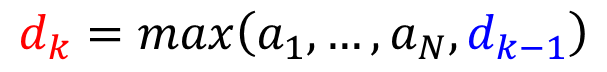 d_k = max(a_1, ... , a_N, d_{k-1})